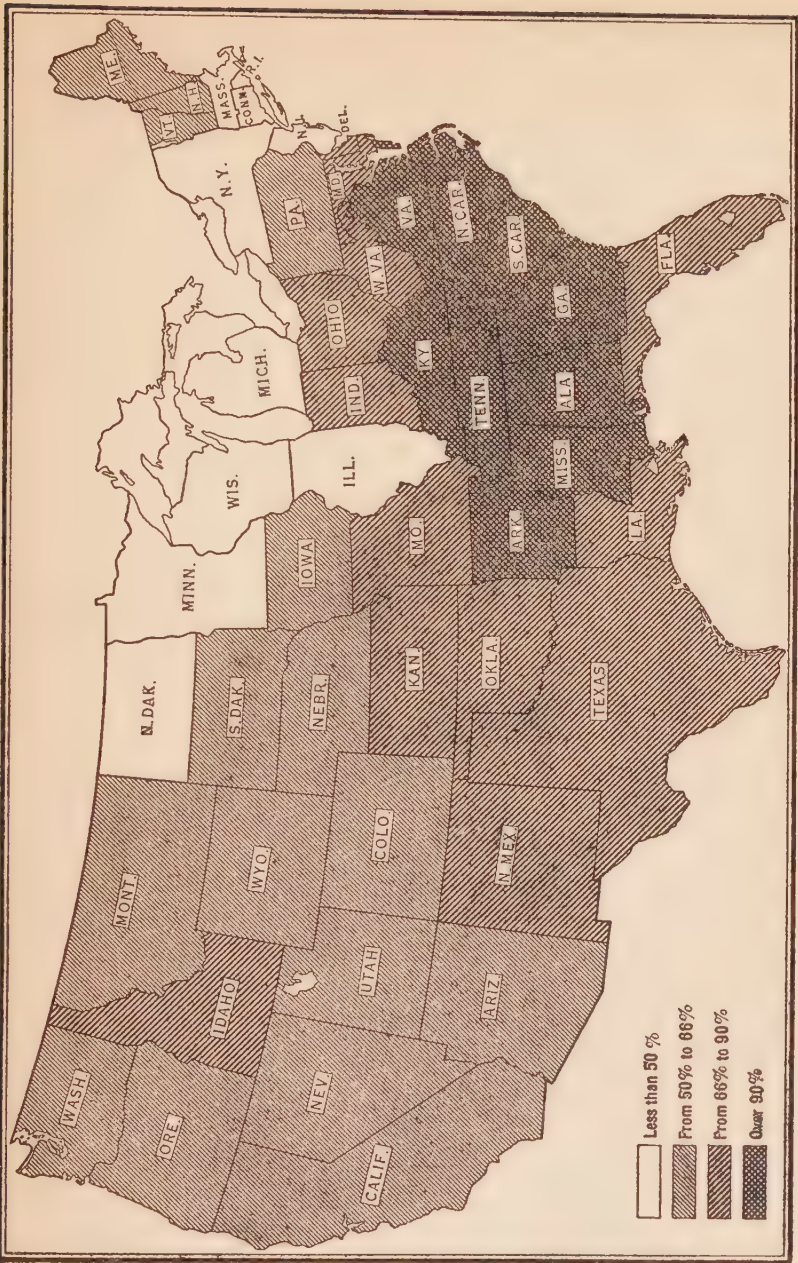 WASH.
ORE.
CALIF.
NEV.
IDAHO
MONT.
WYO.
UTAH
ARIZ.
COLO.
N.MEX.
N.DAK.
S.DAK.
NEBR.
KAN.
OKLA.
TEXAS
MINN.
IOWA
MO.
ARK.
LA.
WIS.
ILL.
MICH.
IND.
OHIO
KY.
TENN.
MISS.
ALA.
GA.
FLA.
S.CAR.
N.CAR.
VA.
W.VA.
MD.
DEL.
PA.
N.J.
N.Y.
CONN.
R.I.
MASS.
VT.
N.H.
ME.
Less than 50 %
From 50% to 66%
From 66% to 90%
Over 90%